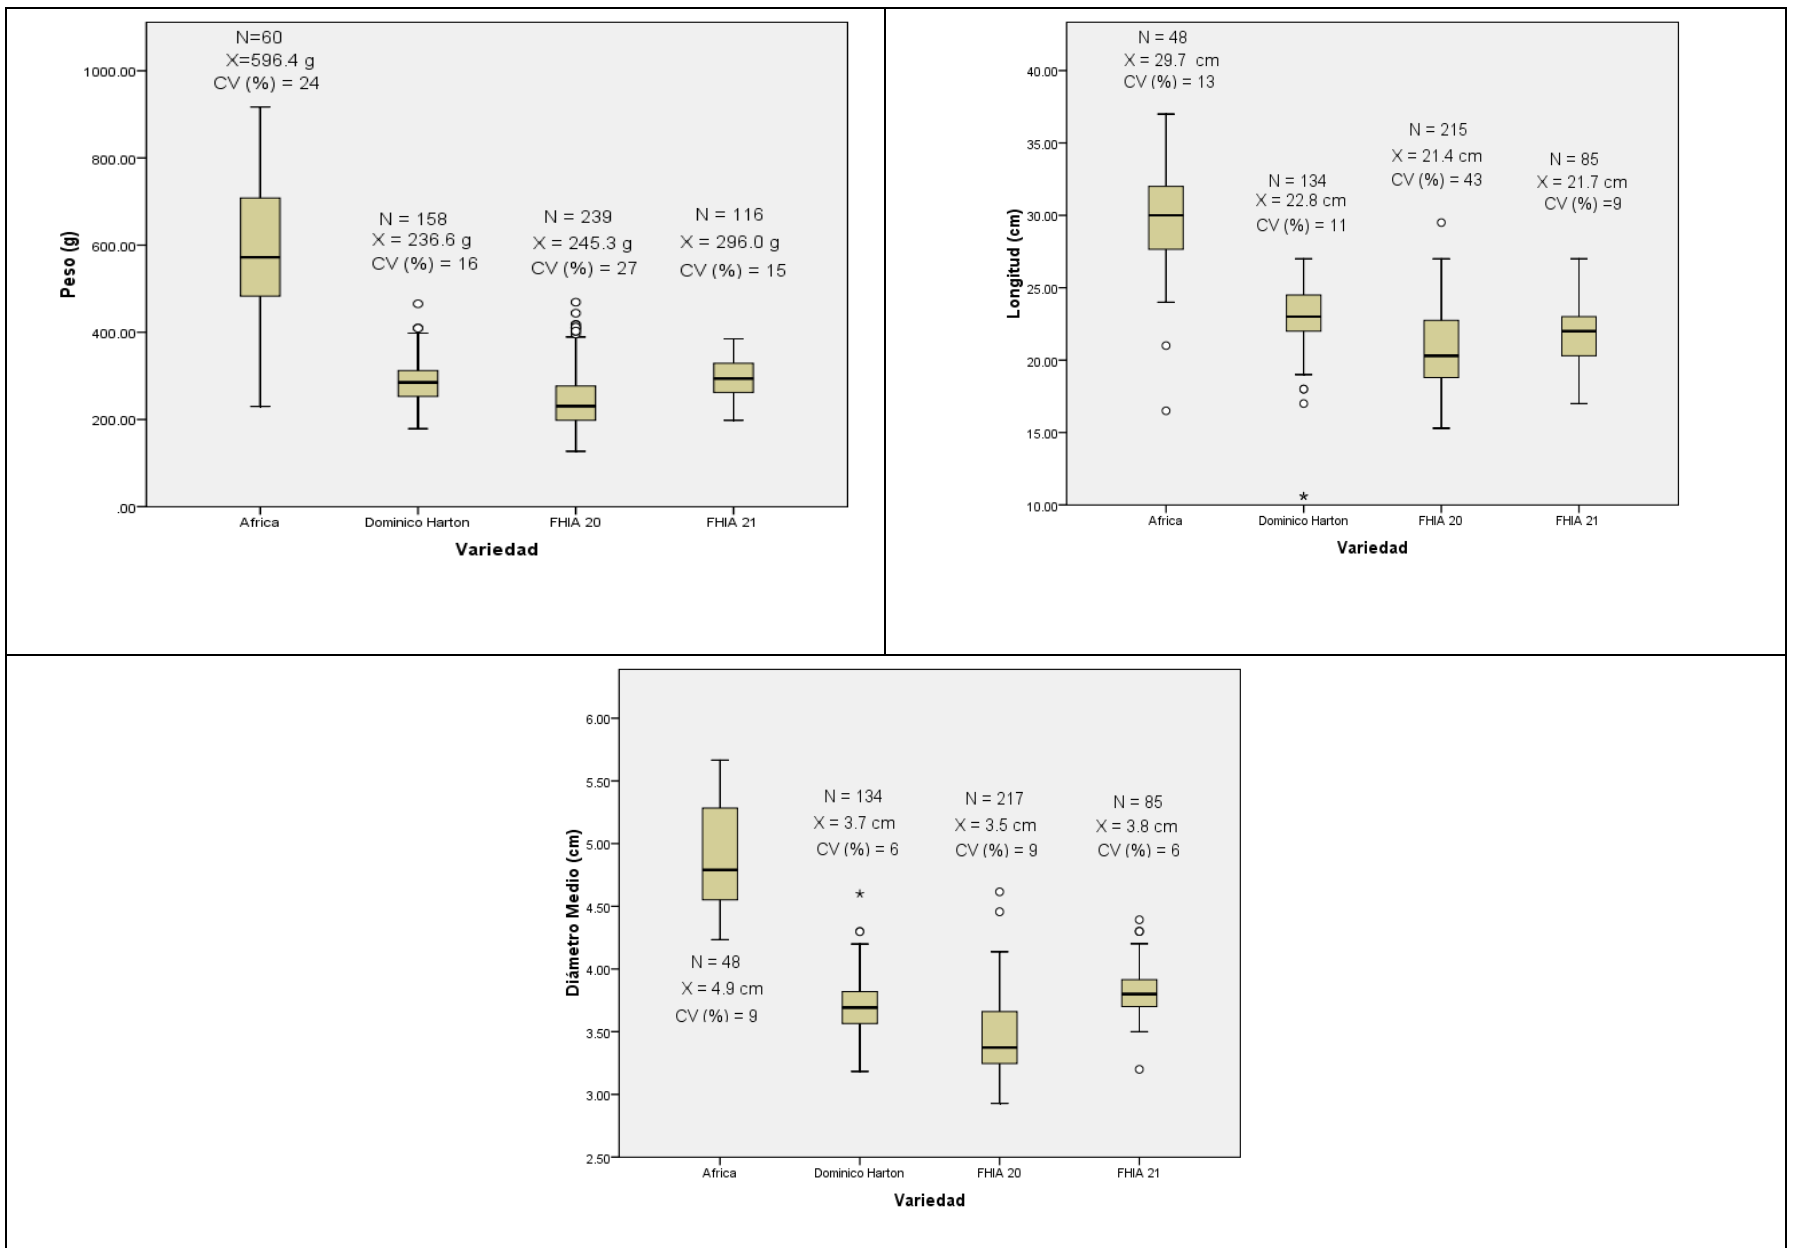 N=60
X=596.4 g
CV (%) = 24
N = 158
X = 236.6 g
CV (%) = 16
N = 239
X = 245.3 g
CV (%) = 27
N = 116
X = 296.0 g
CV (%) = 15
1000.00
800.00
600.00
400.00
200.00
.00
Peso (g)
Africa
Dominico Harton
FHIA 20
FHIA 21
Variedad
N = 48
X = 29.7 cm
CV (%) = 13
N = 134
X = 22.8 cm
CV (%) = 11
N = 215
X = 21.4 cm
CV (%) = 43
N = 85
X = 21.7 cm
CV (%) =9
40.00
35.00
30.00
25.00
20.00
15.00
10.00
Longitud (cm)
Africa
Dominico Harton
FHIA 20
FHIA 21
Variedad
N = 48
X = 4.9 cm
CV (%) = 9
N = 134
X = 3.7 cm
CV (%) = 6
N = 217
X = 3.5 cm
CV (%) = 9
N = 85
X = 3.8 cm
CV (%) = 6
6.00
5.50
5.00
4.50
4.00
3.50
3.00
2.50
Diámetro Medio (cm)
Africa
Dominico Harton
FHIA 20
FHIA 21
Variedad